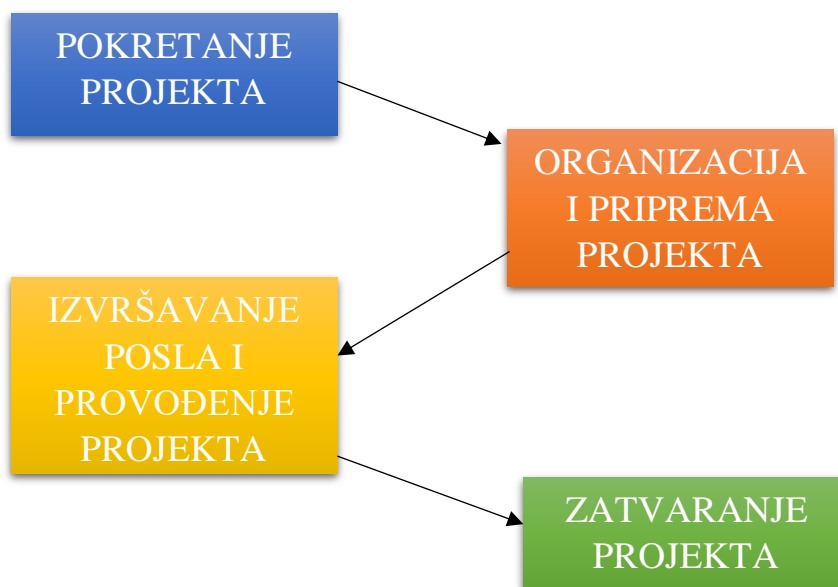 POKRETANJE
PROJEKTA
ORGANIZACIJA
I PRIPREMA
PROJEKTA
IZVRŠAVANJE
POSLA I
PROVOĐENJE
PROJEKTA
ZATVARANJE
PROJEKTA